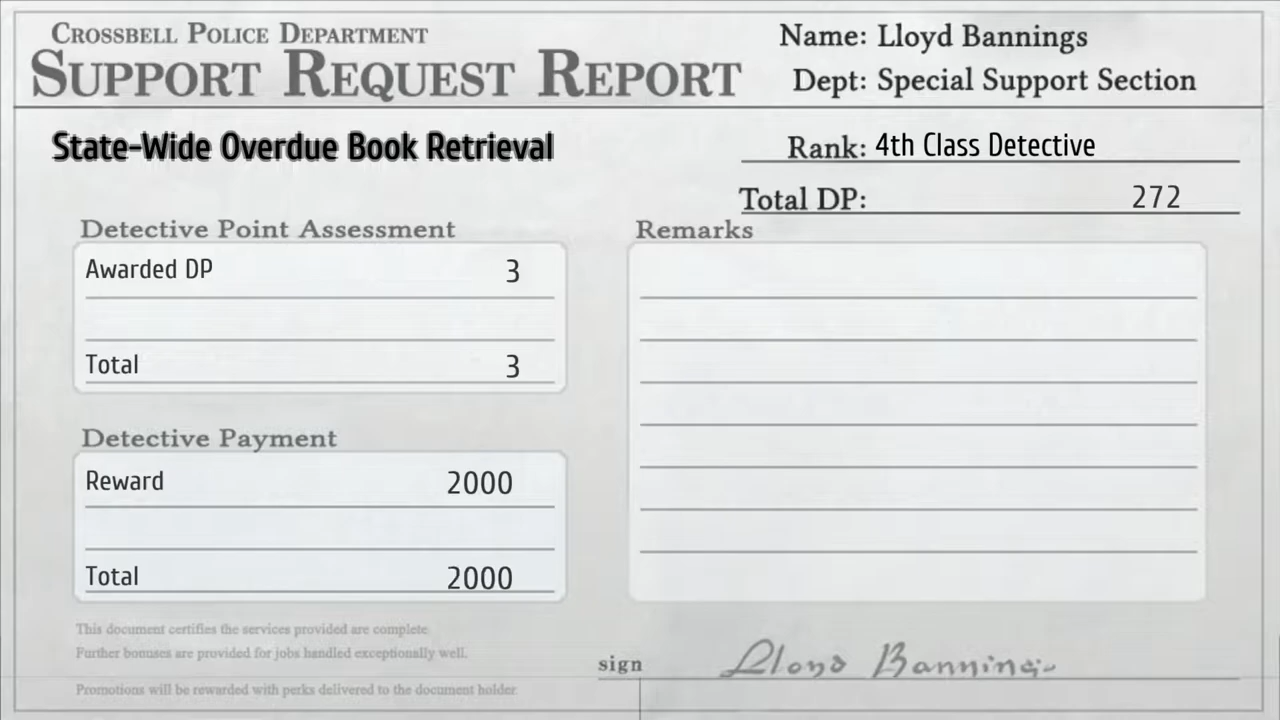 CROSSBELL POLICE DEPARTMENT
SUPPORT REQUEST REPORT
Name: Lloyd Bannings
Dept: Special Support Section
State-Wide Overdue Book Retrieval
Rank: 4th Class Detective
Total DP: 272
Detective Point Assessment
Awarded DP 3
Total 3
Remarks
Detective Payment
Reward 2000
Total 2000
This document certifies the services provided are complete
Further bonuses are provided for jobs handled exceptionally well.
Promotions will be rewarded with perks delivered to the document holder
sign Lloyd Bannings